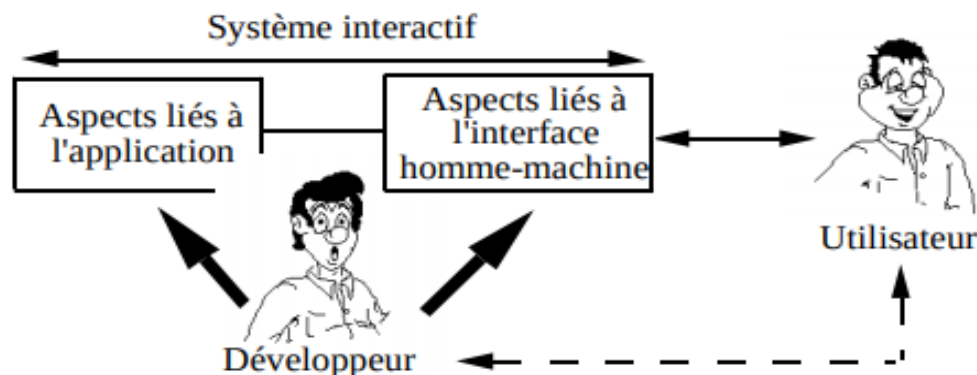 Système interactif
Aspects liés à
l'application
Aspects liés à
l'interface
homme-machine
Utilisateur
Développeur